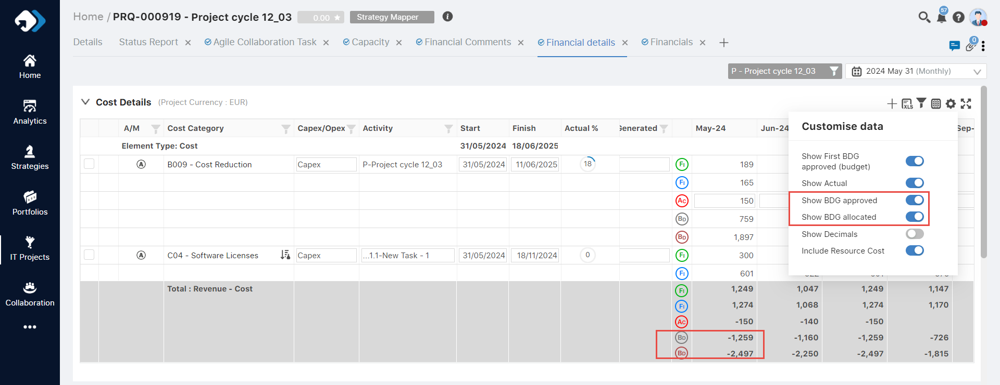 Home / PRQ-000919 - Project cycle 12_03 0.00 Strategy Mapper
57
Details Status Report Agile Collaboration Task Capacity Financial Comments Financial details Financials
0
P - Project cycle 12_03 2024 May 31 (Monthly)
Home
Analytics
Strategies
Portfolios
IT Projects
Collaboration
Cost Details (Project Currency : EUR)
XLS
A/M Cost Category Capex/Opex Activity Start Finish Actual % Generated May-24 Jun-24 Sep-
Element Type: Cost 31/05/2024 18/06/2025
A B009 - Cost Reduction Capex P-Project cycle 12_03 31/05/2024 11/06/2025 18 FI 189
FI 165
AC 150
BD 759
BD 1,897
A C04 - Software Licenses Capex ...1.1-New Task - 1 31/05/2024 18/11/2024 0 FI 300
FI 601
Total : Revenue - Cost FI 1,249 1,047 1,249 1,147
FI 1,274 1,068 1,274 1,170
AC -150 -140 -150
BD -1,259 -1,160 -1,259 -726
BD -2,497 -2,250 -2,497 -1,815
Customise data
Show First BDG
approved (budget)
Show Actual
Show BDG approved
Show BDG allocated
Show Decimals
Include Resource Cost